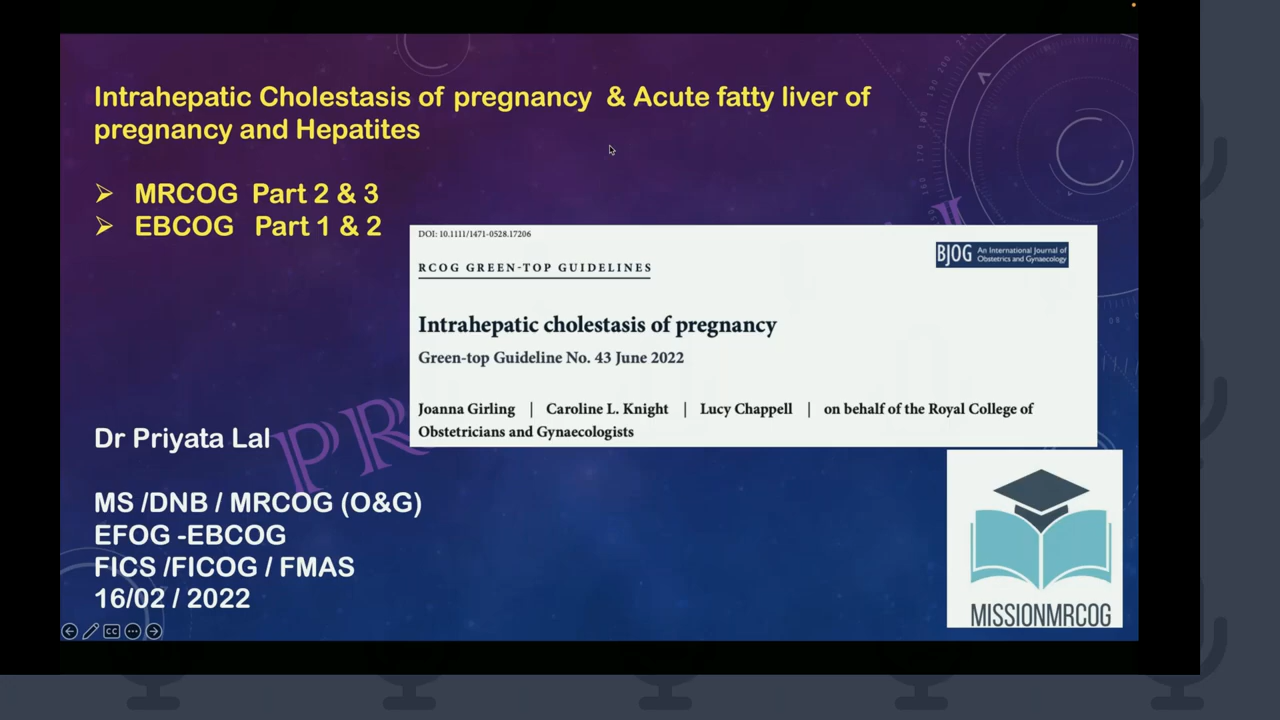 Intrahepatic Cholestasis of pregnancy & Acute fatty liver of
pregnancy and Hepatites
➢ MRCOG Part 2 & 3
➢ EBCOG Part 1 & 2
DOI: 10.1111/1471-0528.17206
BJOG An International Journal of
Obstetrics and Gynaecology
RCOG GREEN-TOP GUIDELINES
Intrahepatic cholestasis of pregnancy
Green-top Guideline No. 43 June 2022
Joanna Girling | Caroline L. Knight | Lucy Chappell | on behalf of the Royal College of
Obstetricians and Gynaecologists
Dr Priyata Lal
MS /DNB / MRCOG (O&G)
EFOG -EBCOG
FICS /FICOG / FMAS
16/02 / 2022
MISSIONMRCOG
CC